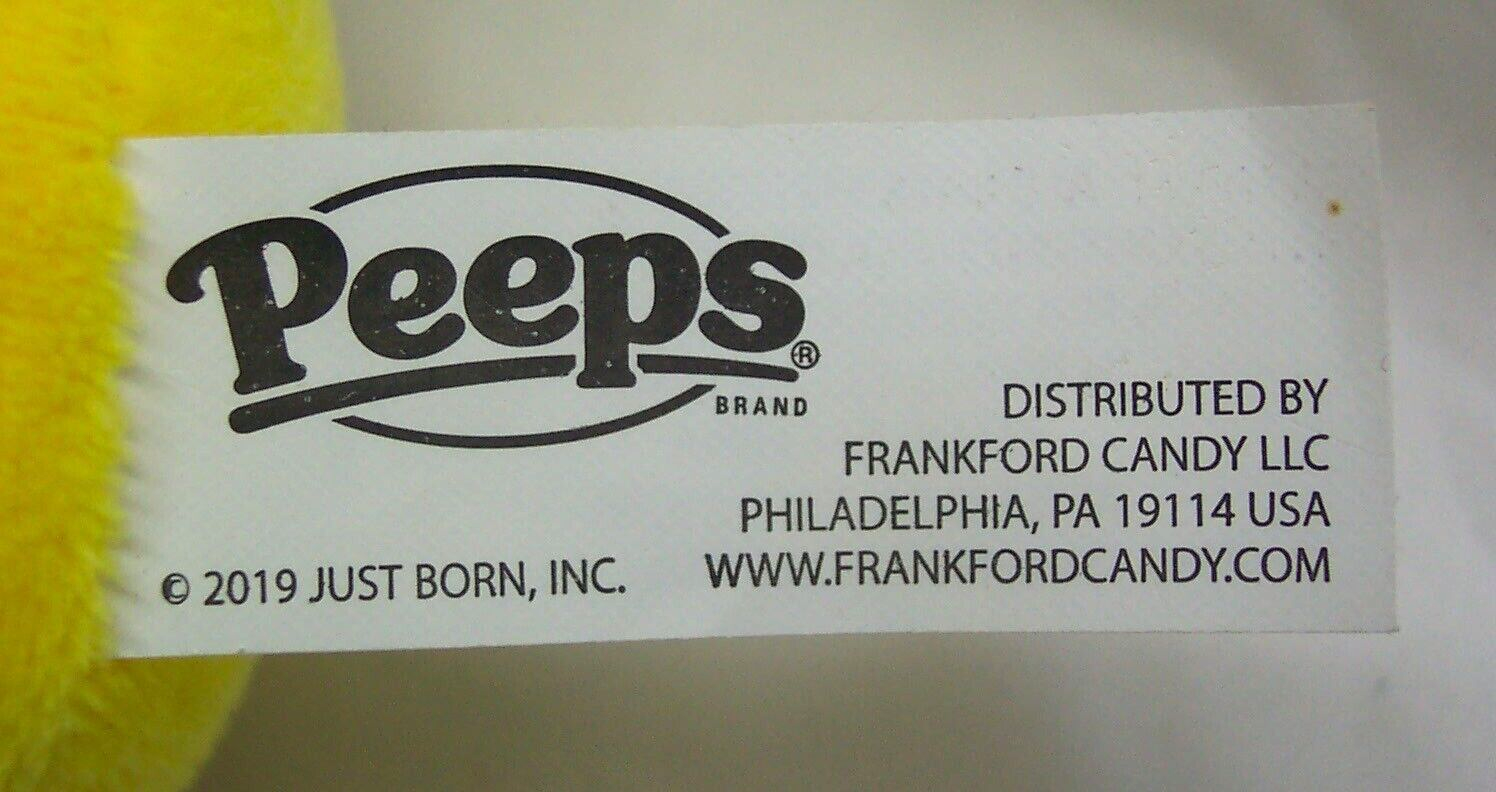 Peeps®
BRAND
DISTRIBUTED BY
FRANKFORD CANDY LLC
PHILADELPHIA, PA 19114 USA
WWW.FRANKFORDCANDY.COM
© 2019 JUST BORN, INC.